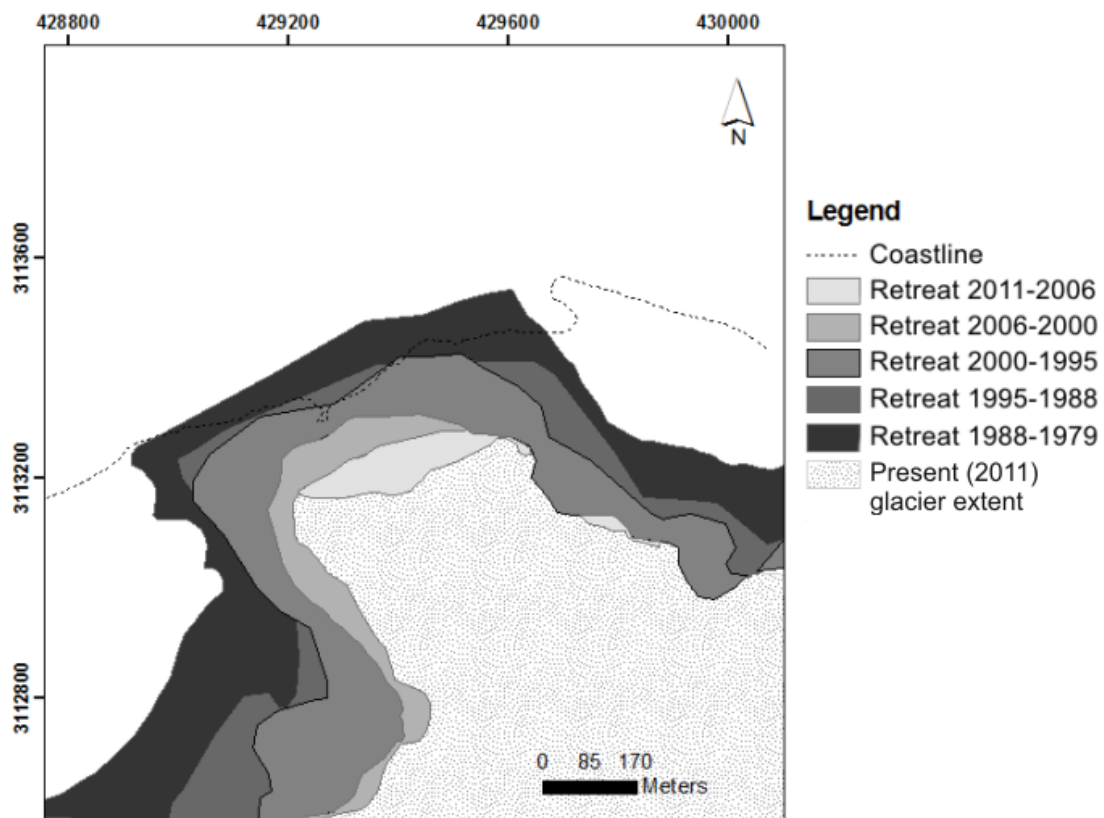 428800 429200 429600 430000
N
3113600
3113200
3112800
Legend
Coastline
Retreat 2011-2006
Retreat 2006-2000
Retreat 2000-1995
Retreat 1995-1988
Retreat 1988-1979
Present (2011)
glacier extent
0 85 170
Meters